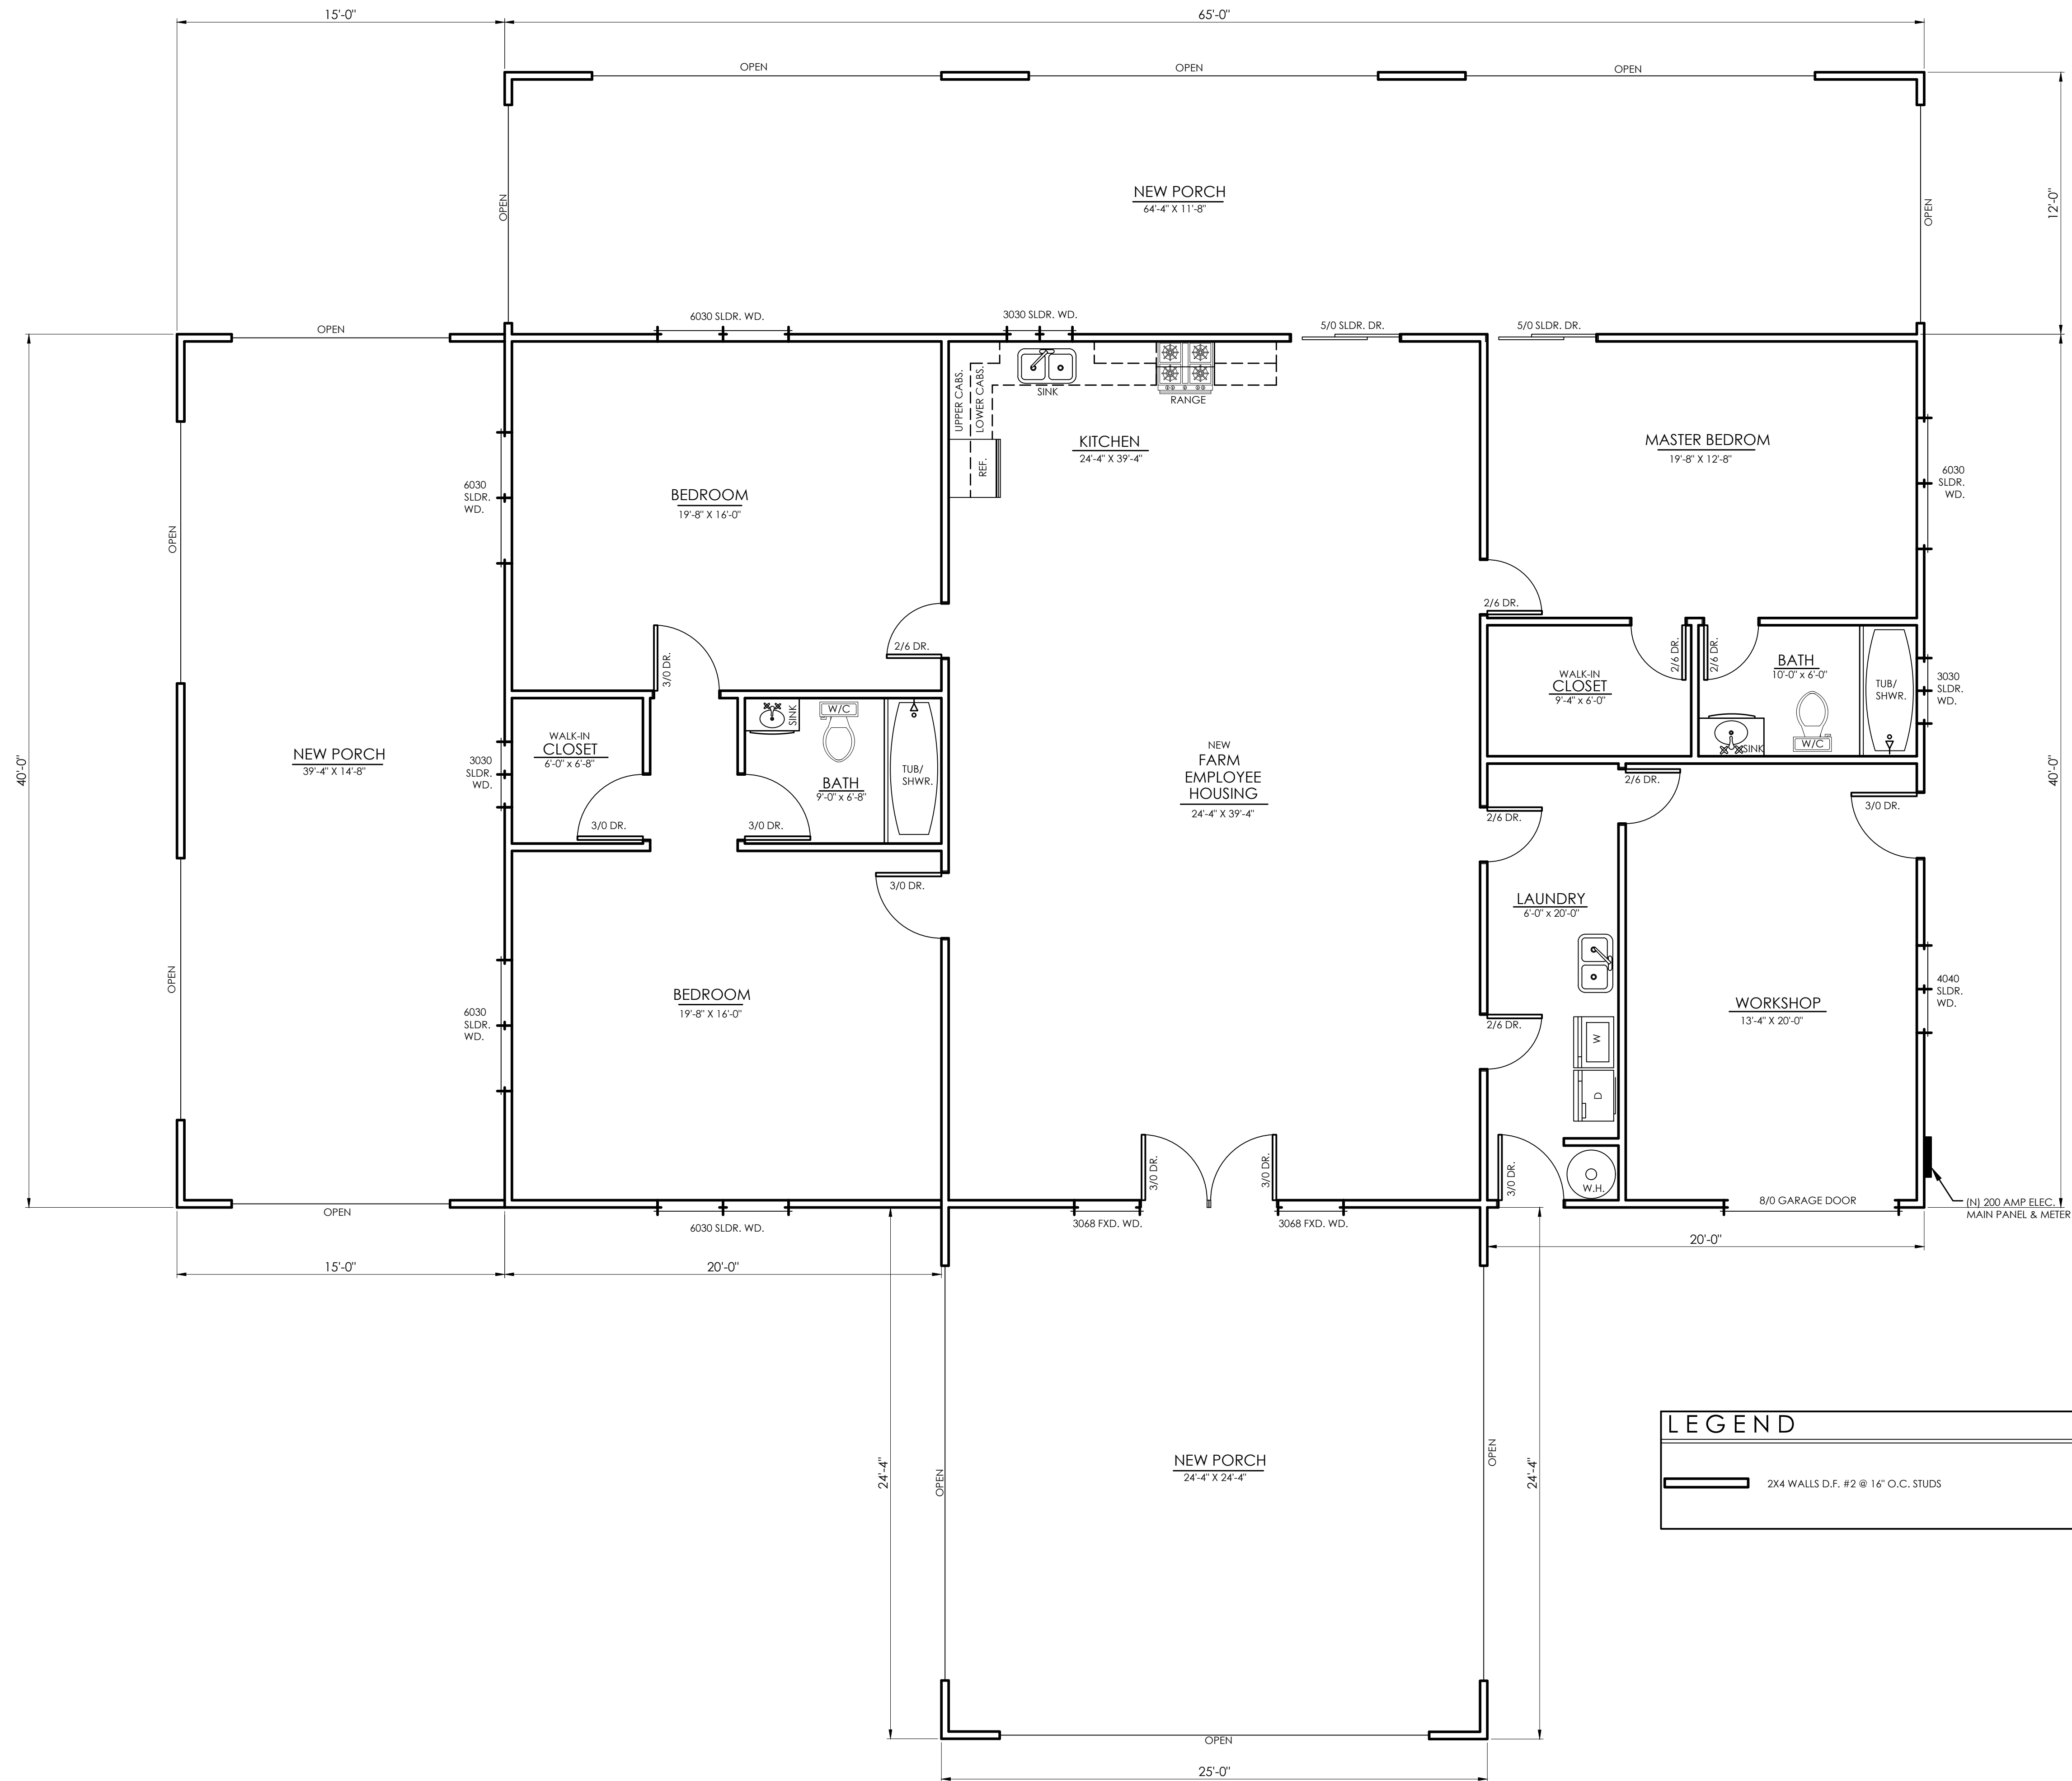 15'-0"
65'-0"
OPEN
OPEN
OPEN
OPEN
NEW PORCH
64'-4" X 11'-8"
OPEN
12'-0"
OPEN
6030 SLDR. WD.
3030 SLDR. WD.
5/0 SLDR. DR.
5/0 SLDR. DR.
UPPER CABS.
LOWER CABS.
SINK
RANGE
REF.
KITCHEN
24'-4" X 39'-4"
MASTER BEDROM
19'-8" X 12'-8"
6030
SLDR.
WD.
6030
SLDR.
WD.
BEDROOM
19'-8" X 16'-0"
OPEN
2/6 DR.
2/6 DR.
3/0 DR.
2/6 DR.
2/6 DR.
BATH
10'-0" x 6'-0"
WALK-IN
CLOSET
9'-4" x 6'-0"
TUB/
SHWR.
3030
SLDR.
WD.
SINK
W/C
SINK
W/C
WALK-IN
CLOSET
6'-0" x 6'-8"
BATH
9'-0" x 6'-8"
TUB/
SHWR.
3030
SLDR.
WD.
40'-0"
NEW PORCH
39'-4" X 14'-8"
NEW
FARM
EMPLOYEE
HOUSING
24'-4" X 39'-4"
40'-0"
2/6 DR.
3/0 DR.
2/6 DR.
3/0 DR.
3/0 DR.
3/0 DR.
LAUNDRY
6'-0" x 20'-0"
OPEN
BEDROOM
19'-8" X 16'-0"
6030
SLDR.
WD.
2/6 DR.
W
D
WORKSHOP
13'-4" X 20'-0"
4040
SLDR.
WD.
3/0 DR.
3/0 DR.
3/0 DR.
W.H.
OPEN
6030 SLDR. WD.
3068 FXD. WD.
3068 FXD. WD.
8/0 GARAGE DOOR
(N) 200 AMP ELEC.
MAIN PANEL & METER
15'-0"
20'-0"
20'-0"
24'-4"
OPEN
NEW PORCH
24'-4" X 24'-4"
OPEN
24'-4"
OPEN
25'-0"
LEGEND
2X4 WALLS D.F. #2 @ 16" O.C. STUDS